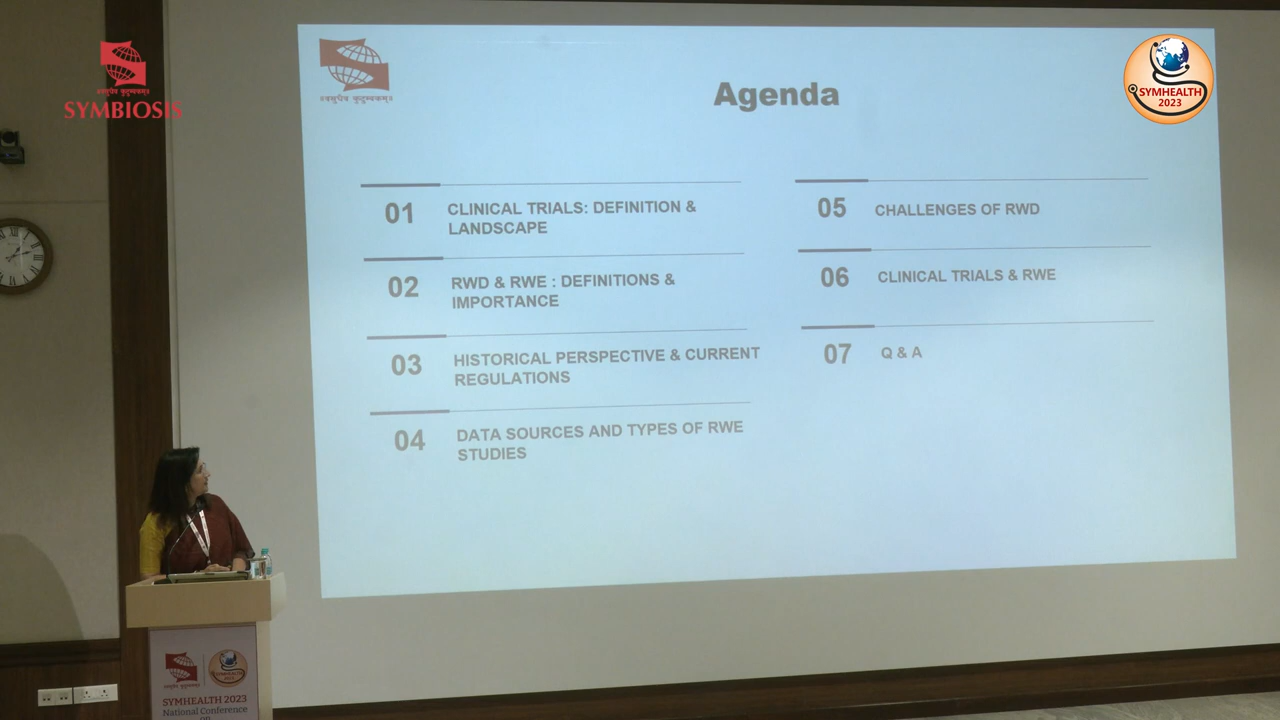 SYMBIOSIS
Agenda
SYMHEALTH
2023
01
CLINICAL TRIALS: DEFINITION &
LANDSCAPE
02
RWD & RWE : DEFINITIONS &
IMPORTANCE
03
HISTORICAL PERSPECTIVE & CURRENT
REGULATIONS
04
DATA SOURCES AND TYPES OF RWE
STUDIES
05
CHALLENGES OF RWD
06
CLINICAL TRIALS & RWE
07
Q & A
SYMHEALTH 2023
National Conference
on